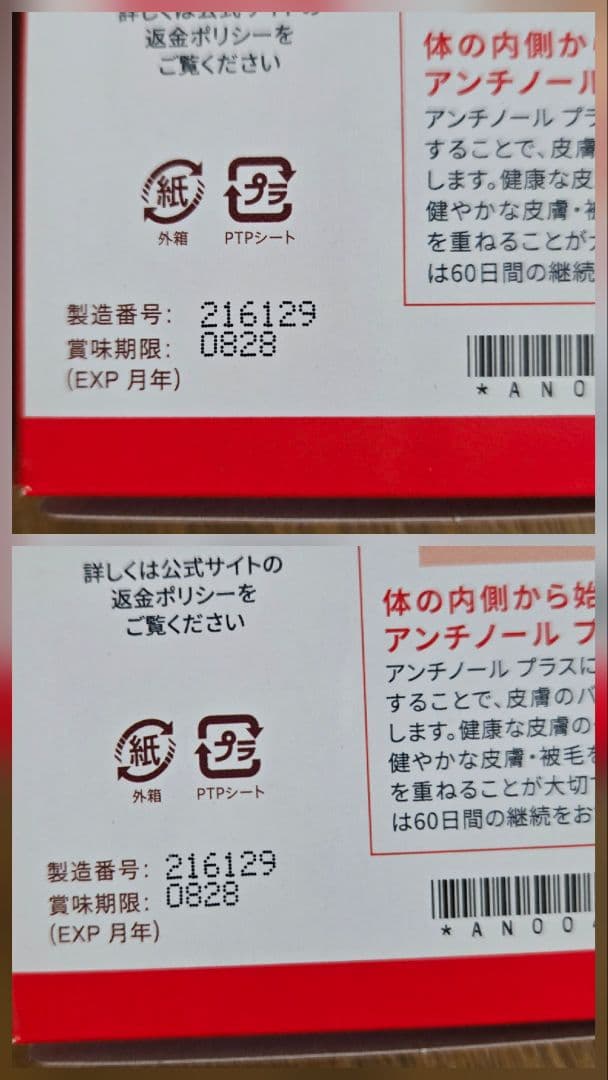 詳しくは公式サイトの
返金ポリシーを
ご覧ください
紙
外箱
プラ
PTPシート
製造番号: 216129
賞味期限: 0828
(EXP 月年)
体の内側か
アンチノール
アンチノール プラ
することで、皮膚
します。健康な皮
健やかな皮膚・被
を重ねることが
は60日間の継続
*AN0
詳しくは公式サイトの
返金ポリシーを
ご覧ください
紙
外箱
プラ
PTPシート
製造番号: 216129
賞味期限: 0828
(EXP 月年)
体の内側から始
アンチノール プ
アンチノール プラスに
することで、皮膚のバ
します。健康な皮膚の
健やかな皮膚・被毛を
を重ねることが大切
は60日間の継続をお
*AN00